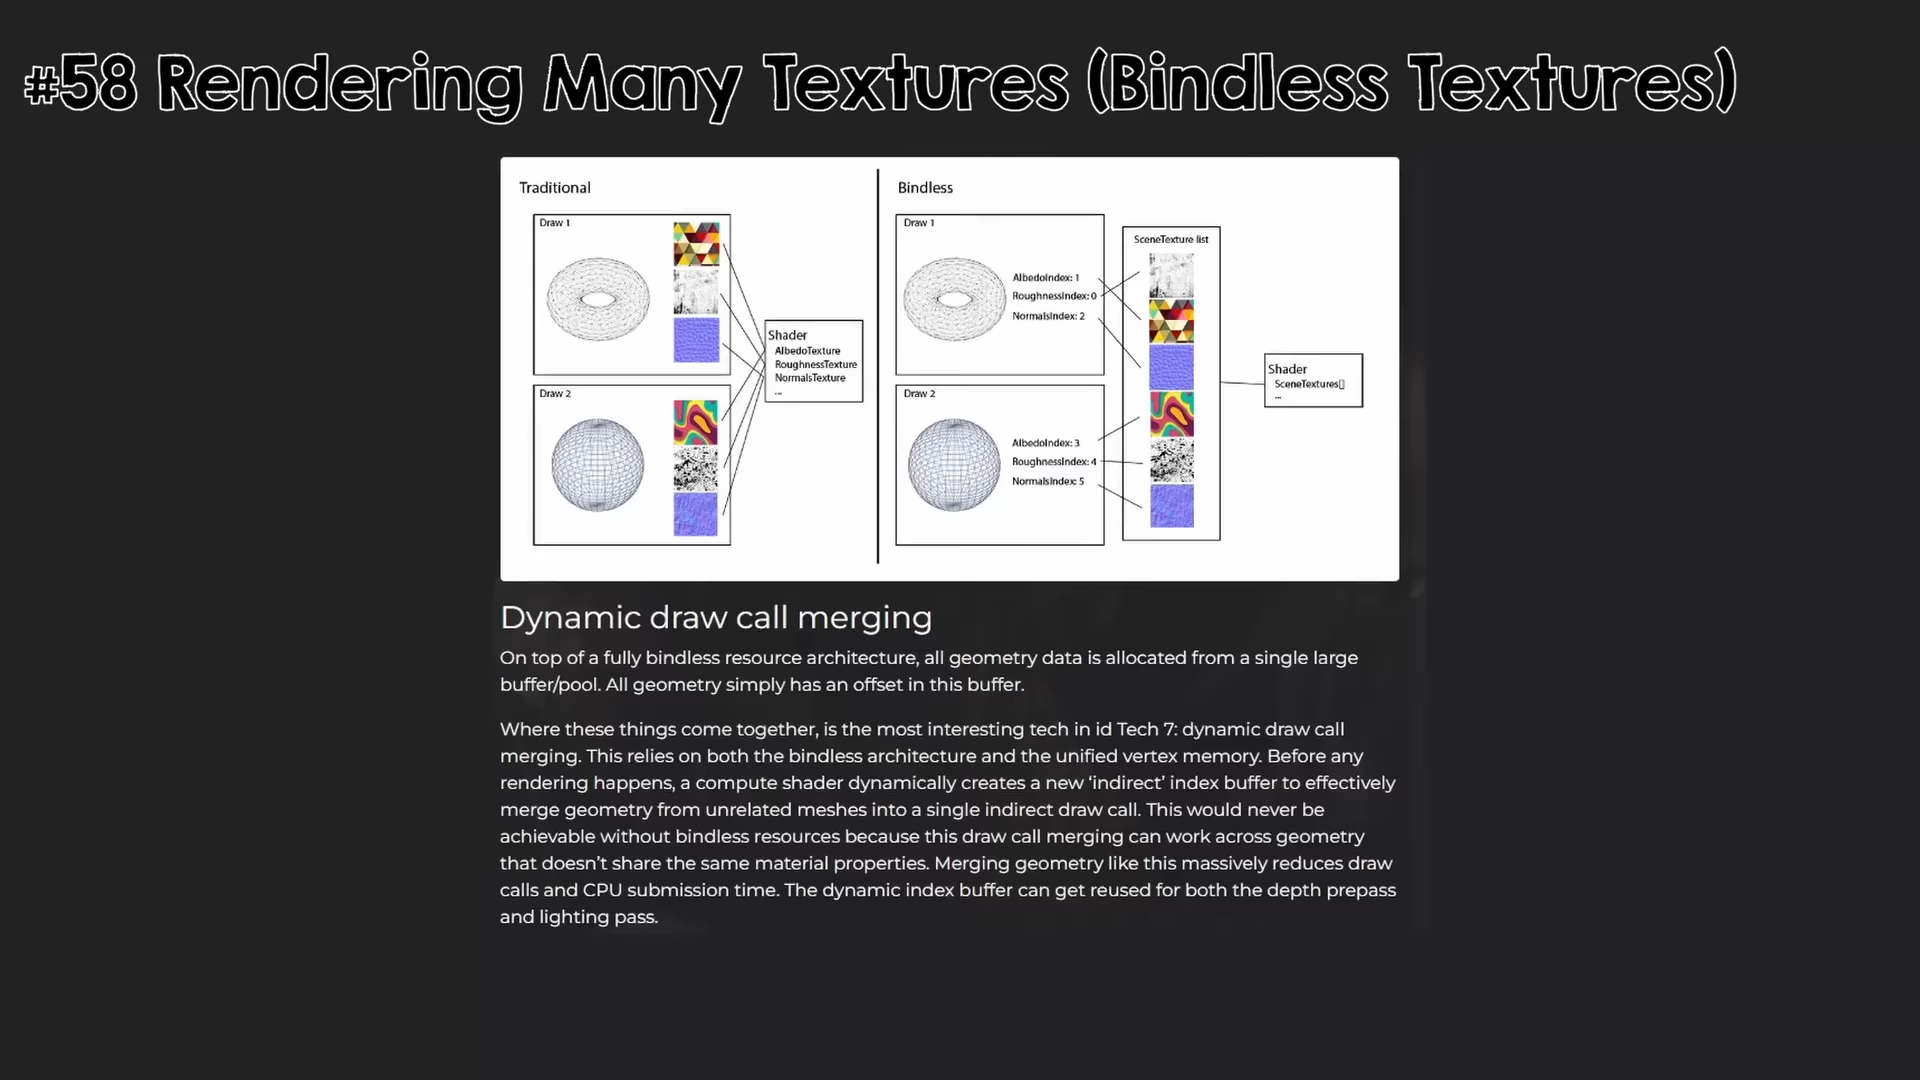 #58 Rendering Many Textures (Bindless Textures)
Traditional
Draw 1
Shader
AlbedoTexture
RoughnessTexture
NormalsTexture
...
Draw 2
Bindless
Draw 1
AlbedoIndex: 1
RoughnessIndex: 0
NormalsIndex: 2
SceneTexture list
Shader
SceneTextures[]
...
Draw 2
AlbedoIndex: 3
RoughnessIndex: 4
NormalsIndex: 5
Dynamic draw call merging
On top of a fully bindless resource architecture, all geometry data is allocated from a single large
buffer/pool. All geometry simply has an offset in this buffer.
Where these things come together, is the most interesting tech in id Tech 7: dynamic draw call
merging. This relies on both the bindless architecture and the unified vertex memory. Before any
rendering happens, a compute shader dynamically creates a new ‘indirect’ index buffer to effectively
merge geometry from unrelated meshes into a single indirect draw call. This would never be
achievable without bindless resources because this draw call merging can work across geometry
that doesn’t share the same material properties. Merging geometry like this massively reduces draw
calls and CPU submission time. The dynamic index buffer can get reused for both the depth prepass
and lighting pass.